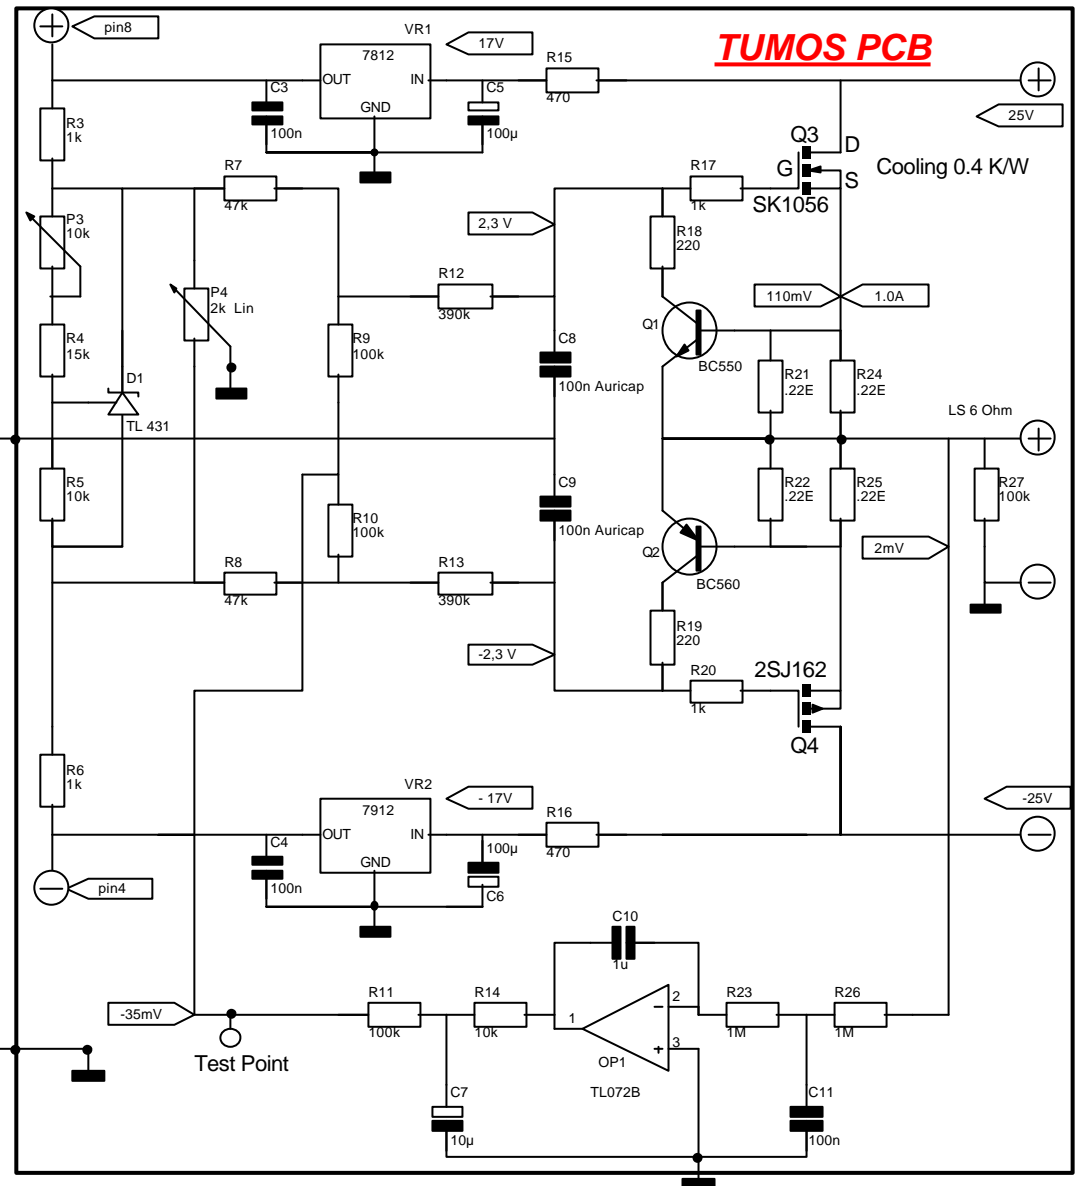 TUMOS PCB
pin8
VR1
17V
7812
OUT
IN
GND
C3
100n
C5
100µ
R15
470
25V
R3
1k
Q3
D
G
S
SK1056
Cooling 0.4 K/W
R7
47k
R17
1k
P3
10k
2,3 V
R18
220
R12
390k
P4
2k Lin
110mV
1.0A
R4
15k
R9
100k
Q1
BC550
C8
100n Auricap
D1
TL 431
R21
.22E
R24
.22E
LS 6 Ohm
R5
10k
R10
100k
C9
100n Auricap
R22
.22E
R25
.22E
R27
100k
Q2
BC560
2mV
R8
47k
R13
390k
R19
220
-2,3 V
R20
1k
2SJ162
Q4
R6
1k
VR2
- 17V
7912
OUT
IN
GND
C4
100n
100µ
C6
R16
470
-25V
pin4
C10
1u
-35mV
R11
100k
R14
10k
1
2
3
OP1
TL072B
R23
1M
R26
1M
Test Point
C7
10µ
C11
100n